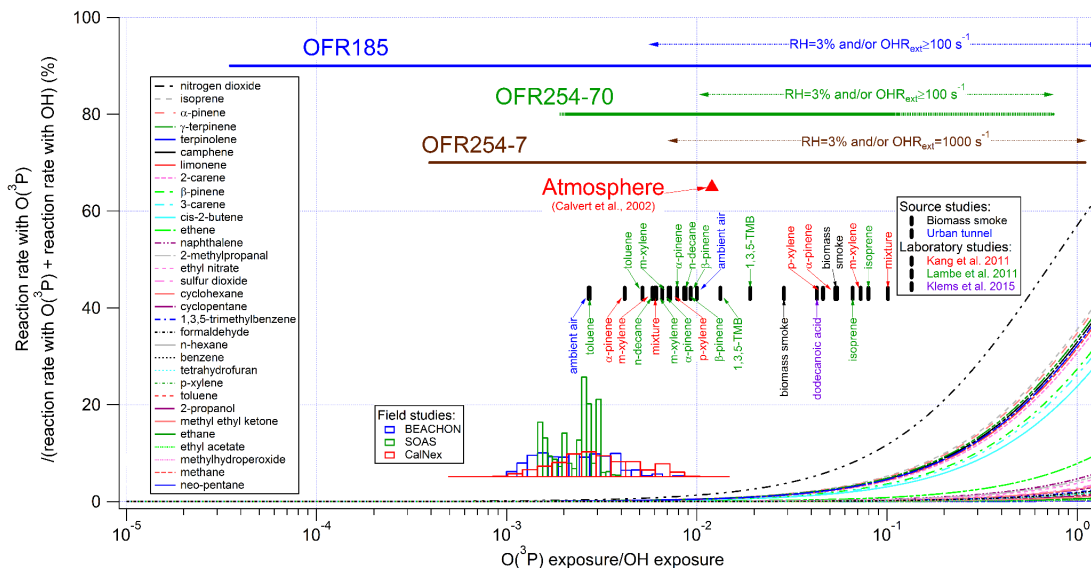 100
80
60
40
20
0
Reaction rate with O(³P)
/(reaction rate with O(³P) + reaction rate with OH) (%)
OFR185
RH=3% and/or OHRext≥100 s⁻¹
OFR254-70
RH=3% and/or OHRext≥100 s⁻¹
OFR254-7
RH=3% and/or OHRext=1000 s⁻¹
Atmosphere
(Calvert et al., 2002)
nitrogen dioxide
isoprene
α-pinene
γ-terpinene
terpinolene
camphene
limonene
2-carene
β-pinene
3-carene
cis-2-butene
ethene
naphthalene
2-methylpropanal
ethyl nitrate
sulfur dioxide
cyclohexane
cyclopentane
1,3,5-trimethylbenzene
formaldehyde
n-hexane
benzene
tetrahydrofuran
p-xylene
toluene
2-propanol
methyl ethyl ketone
ethane
ethyl acetate
methylhydroperoxide
methane
neo-pentane
Source studies:
Biomass smoke
Urban tunnel
Laboratory studies:
Kang et al. 2011
Lambe et al. 2011
Klems et al. 2015
toluene
m-xylene
α-pinene
n-decane
β-pinene
ambient air
1,3,5-TMB
p-xylene
α-pinene
biomass
smoke
m-xylene
isoprene
mixture
ambient air
toluene
α-pinene
m-xylene
n-decane
mixture
m-xylene
α-pinene
p-xylene
β-pinene
1,3,5-TMB
biomass smoke
dodecanoic acid
isoprene
Field studies:
BEACHON
SOAS
CalNex
10⁻⁵
10⁻⁴
10⁻³
10⁻²
10⁻¹
10⁰
O(³P) exposure/OH exposure